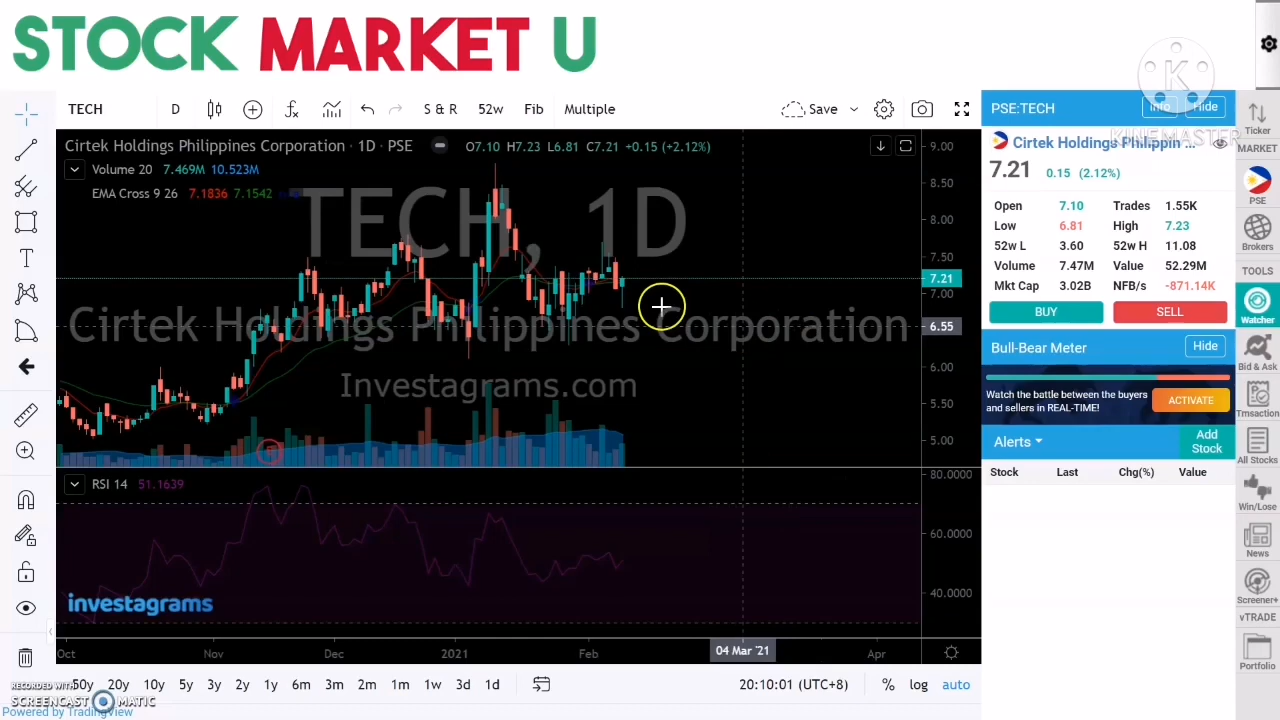 STOCK MARKET U
TECH
D
S & R
52w
Fib
Multiple
Save
PSE:TECH
Info
Hide
K
KINEMASTER
Ticker
MARKET
PSE
Brokers
TOOLS
Watcher
Bid & Ask
Trnsaction
All Stocks
Win/Lose
News
Screener+
vTRADE
Portfolio
Cirtek Holdings Philippines Corporation · 1D · PSE
O7.10 H7.23 L6.81 C7.21 +0.15 (+2.12%)
Volume 20 7.469M 10.523M
EMA Cross 9 26 7.1836 7.1542
TECH, 1D
Cirtek Holdings Philippines Corporation
Investagrams.com
9.00
8.50
8.00
7.50
7.21
7.00
6.55
6.00
5.50
5.00
RSI 14 51.1639
80.0000
60.0000
40.0000
investagrams
Oct
Nov
Dec
2021
Feb
04 Mar '21
Apr
50y
20y
10y
5y
3y
2y
1y
6m
3m
2m
1m
1w
3d
1d
20:10:01 (UTC+8)
%
log
auto
RECORDED WITH
SCREENCAST MATIC
Powered by TradingView
Cirtek Holdings Philippin ...
7.21 0.15 (2.12%)
Open 7.10 Trades 1.55K
Low 6.81 High 7.23
52w L 3.60 52w H 11.08
Volume 7.47M Value 52.29M
Mkt Cap 3.02B NFB/s -871.14K
BUY
SELL
Bull-Bear Meter
Hide
Watch the battle between the buyers
and sellers in REAL-TIME!
ACTIVATE
Alerts
Add
Stock
Stock Last Chg(%) Value